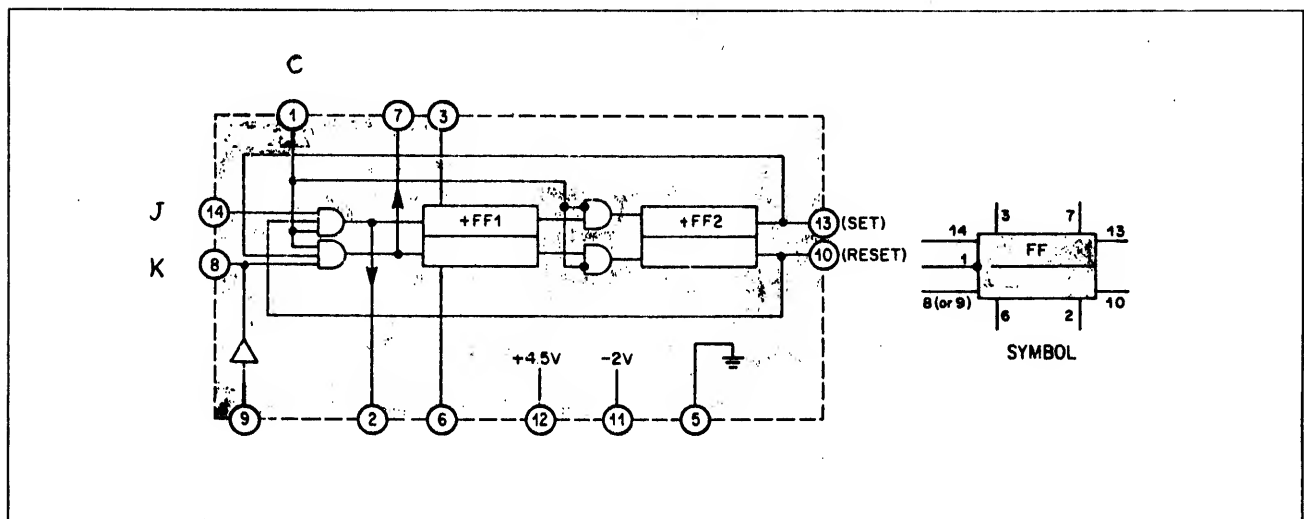 C
1 7 3
J 14
K 8
+FF1
+FF2
13 (SET)
10 (RESET)
+4.5V
-2V
9 2 6 12 11 5
3 7
14 FF 13
1
8 (or 9) 10
6 2
SYMBOL